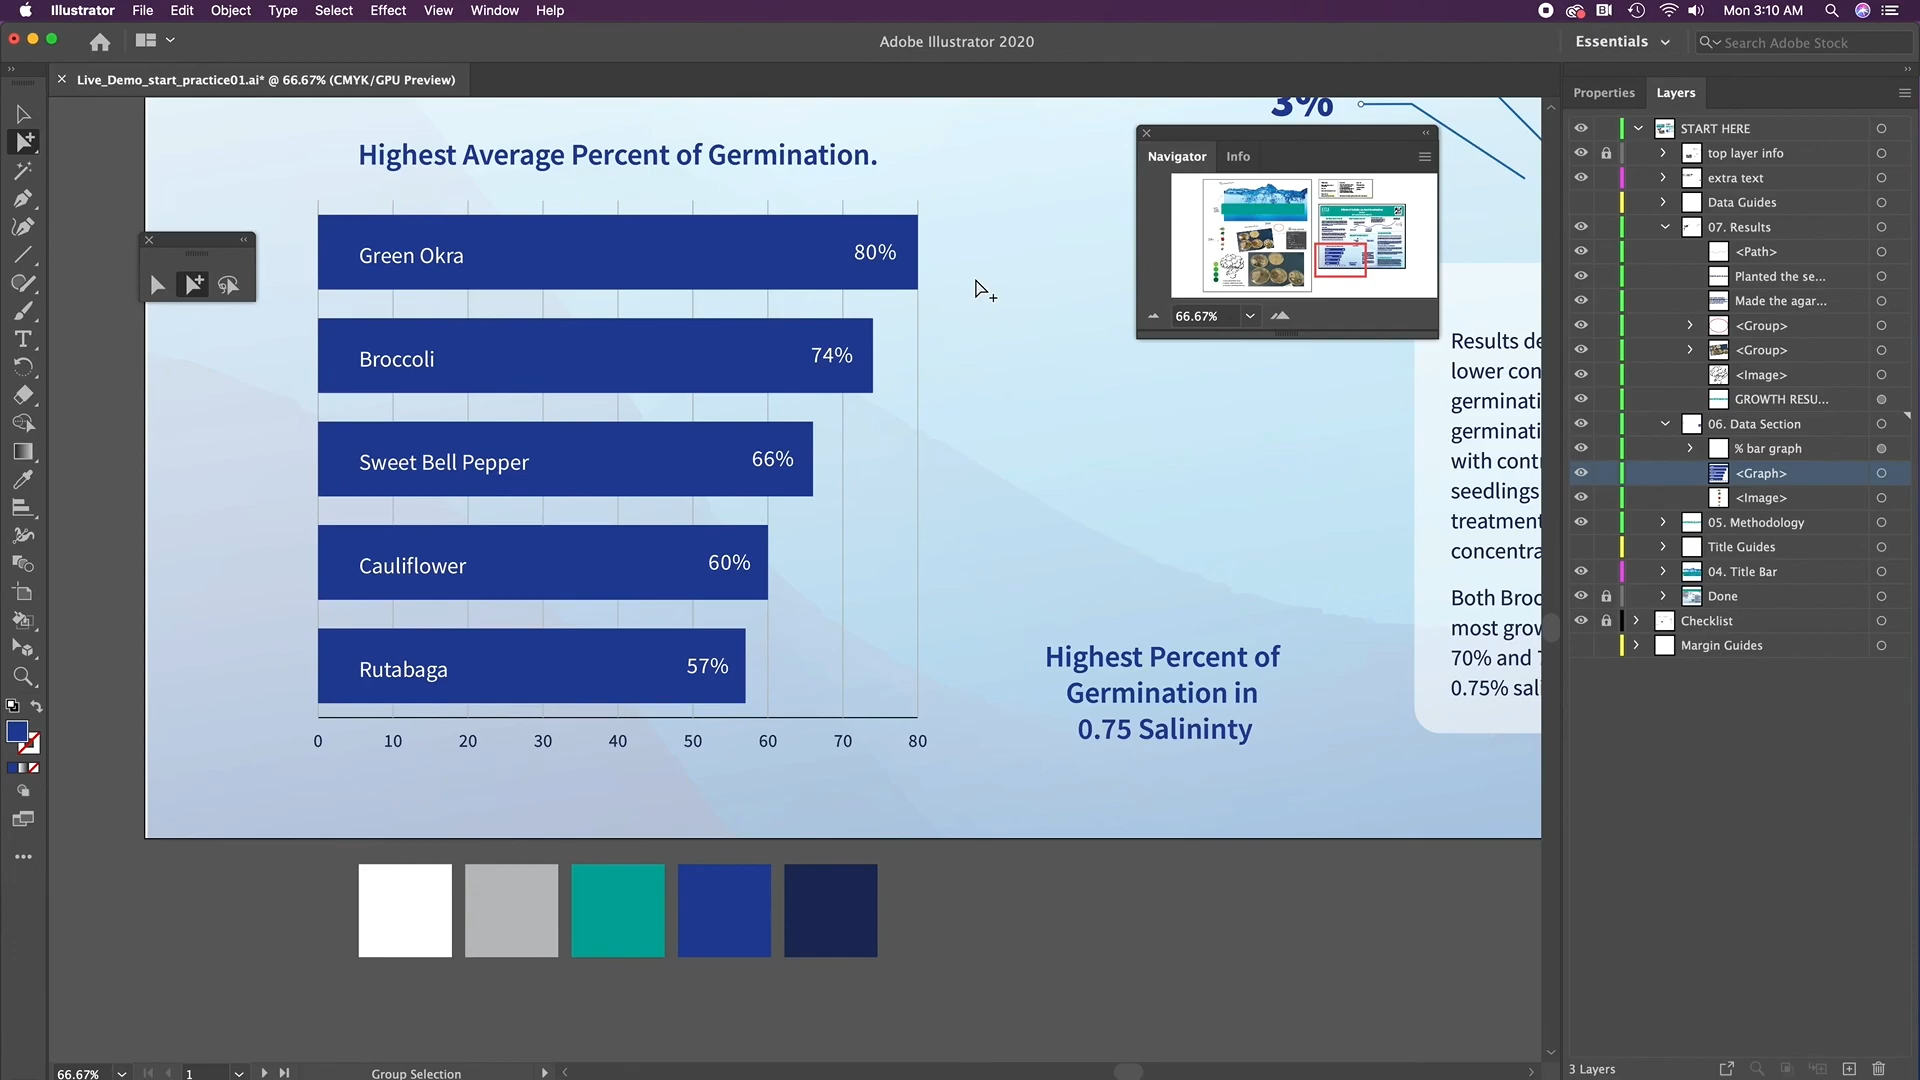 Illustrator File Edit Object Type Select Effect View Window Help
Mon 3:10 AM
Adobe Illustrator 2020
Essentials
Search Adobe Stock
Live_Demo_start_practice01.ai* @ 66.67% (CMYK/GPU Preview)
Highest Average Percent of Germination.
Green Okra 80%
Broccoli 74%
Sweet Bell Pepper 66%
Cauliflower 60%
Rutabaga 57%
0 10 20 30 40 50 60 70 80
3%
Navigator Info
66.67%
Results de
lower con
germinati
germinati
with cont
seedlings
treatment
concentra
Both Broc
most grow
70% and 7
0.75% sali
Highest Percent of
Germination in
0.75 Salininty
Properties Layers
START HERE
top layer info
extra text
Data Guides
07. Results
<Path>
Planted the se...
Made the agar...
<Group>
<Group>
<Image>
GROWTH RESU...
06. Data Section
% bar graph
<Graph>
<Image>
05. Methodology
Title Guides
04. Title Bar
Done
Checklist
Margin Guides
66.67%
1
Group Selection
3 Layers